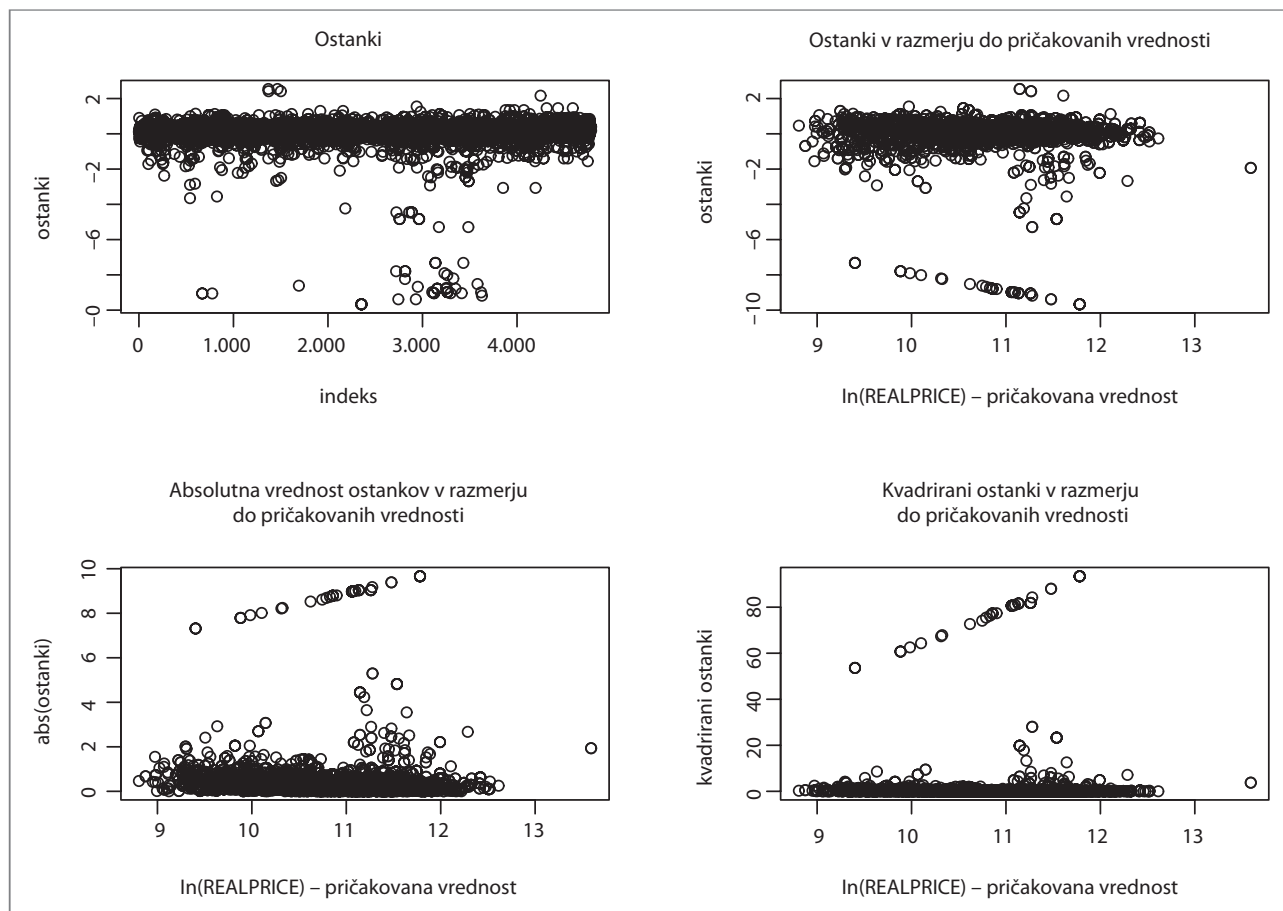 Ostanki
2
−2
−6
−0
ostanki
0
1.000
2.000
3.000
4.000
indeks
Ostanki v razmerju do pričakovanih vrednosti
2
−2
−6
−10
ostanki
9
10
11
12
13
ln(REALPRICE) – pričakovana vrednost
Absolutna vrednost ostankov v razmerju
do pričakovanih vrednosti
10
8
6
4
2
0
abs(ostanki)
9
10
11
12
13
ln(REALPRICE) – pričakovana vrednost
Kvadrirani ostanki v razmerju
do pričakovanih vrednosti
80
60
40
20
0
kvadrirani ostanki
9
10
11
12
13
ln(REALPRICE) – pričakovana vrednost